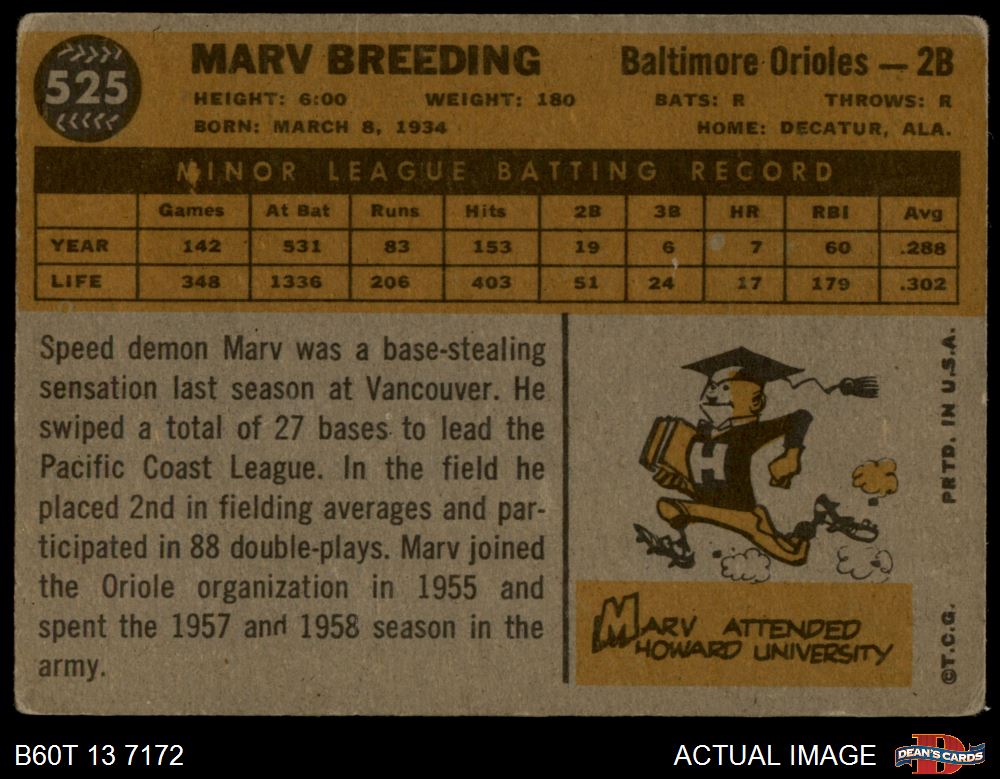 525
MARV BREEDING
Baltimore Orioles — 2B
HEIGHT: 6:00 WEIGHT: 180 BATS: R THROWS: R
BORN: MARCH 8, 1934 HOME: DECATUR, ALA.
MINOR LEAGUE BATTING RECORD
Games At Bat Runs Hits 2B 3B HR RBI Avg
YEAR 142 531 83 153 19 6 7 60 .288
LIFE 348 1336 206 403 51 24 17 179 .302
Speed demon Marv was a base-stealing
sensation last season at Vancouver. He
swiped a total of 27 bases to lead the
Pacific Coast League. In the field he
placed 2nd in fielding averages and par-
ticipated in 88 double-plays. Marv joined
the Oriole organization in 1955 and
spent the 1957 and 1958 season in the
army.
H
MARV ATTENDED
HOWARD UNIVERSITY
©T.C.G. PRTD. IN U.S.A.
B60T 13 7172
ACTUAL IMAGE
DEAN'S CARDS